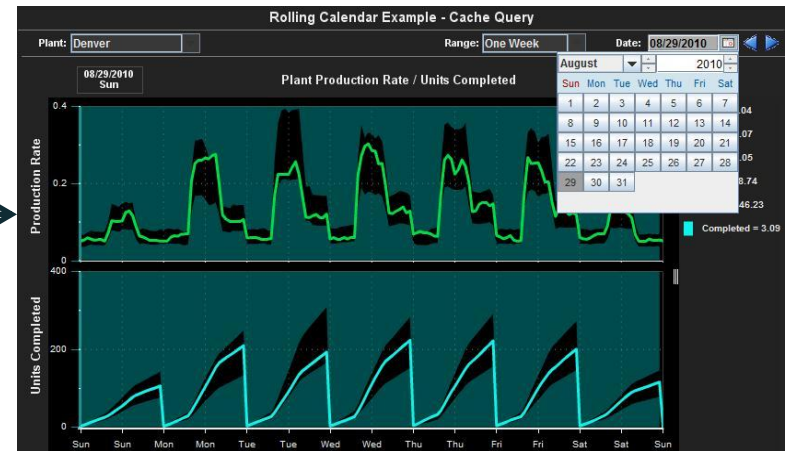 Rolling Calendar Example - Cache Query
Plant: Denver Range: One Week Date: 08/29/2010
August 2010
Sun Mon Tue Wed Thu Fri Sat
1 2 3 4 5 6 7
8 9 10 11 12 13 14
15 16 17 18 19 20 21
22 23 24 25 26 27 28
29 30 31
08/29/2010
Sun
Plant Production Rate / Units Completed
.04
.07
.05
8.74
46.23
Completed = 3.09
Production Rate
0.4
0.2
0
Units Completed
400
200
0
Sun Sun Mon Mon Tue Tue Wed Wed Thu Thu Fri Fri Sat Sat Sun